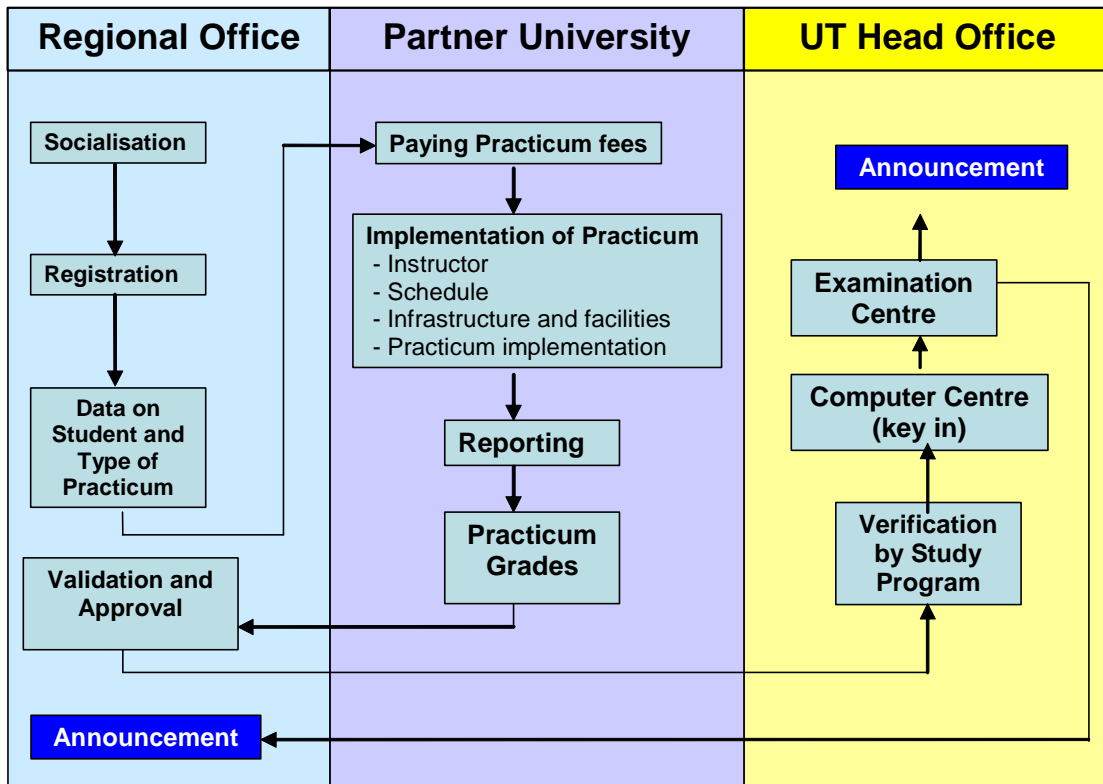 Regional Office
Partner University
UT Head Office
Socialisation
Registration
Data on
Student and
Type of
Practicum
Validation and
Approval
Announcement
Paying Practicum fees
Implementation of Practicum
- Instructor
- Schedule
- Infrastructure and facilities
- Practicum implementation
Reporting
Practicum
Grades
Announcement
Examination
Centre
Computer Centre
(key in)
Verification
by Study
Program